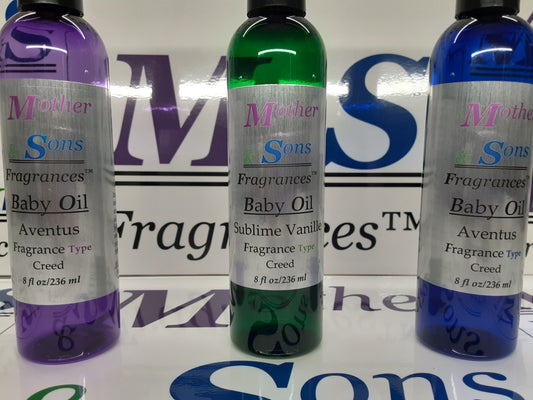 Mother
& Sons
Fragrances™
Baby Oil
Aventus
Fragrance Type
Creed
8 fl oz/236 ml
Mother
& Sons
Fragrances™
Baby Oil
Sublime Vanille
Fragrance Type
Creed
8 fl oz/236 ml
Mother
& Sons
Fragrances™
Baby Oil
Aventus
Fragrance Type
Creed
8 fl oz/236 ml
M S
Fragrances™
& Sons